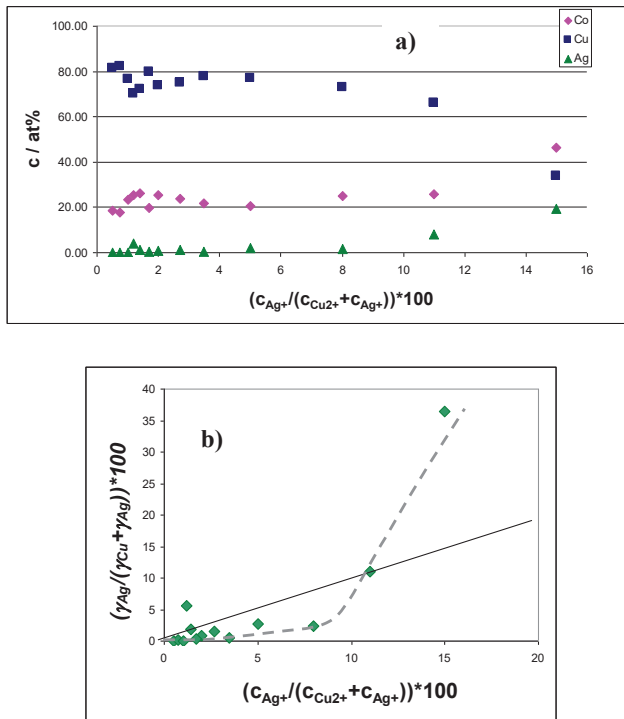 a)
Co
Cu
Ag
100.00
80.00
60.00
40.00
20.00
0.00
c / at%
0 2 4 6 8 10 12 14 16
(cAg+/(cCu2++cAg+))*100
b)
40
35
30
25
20
15
10
5
0
(γAg/(γCu+γAg))*100
0 5 10 15 20
(cAg+/(cCu2++cAg+))*100